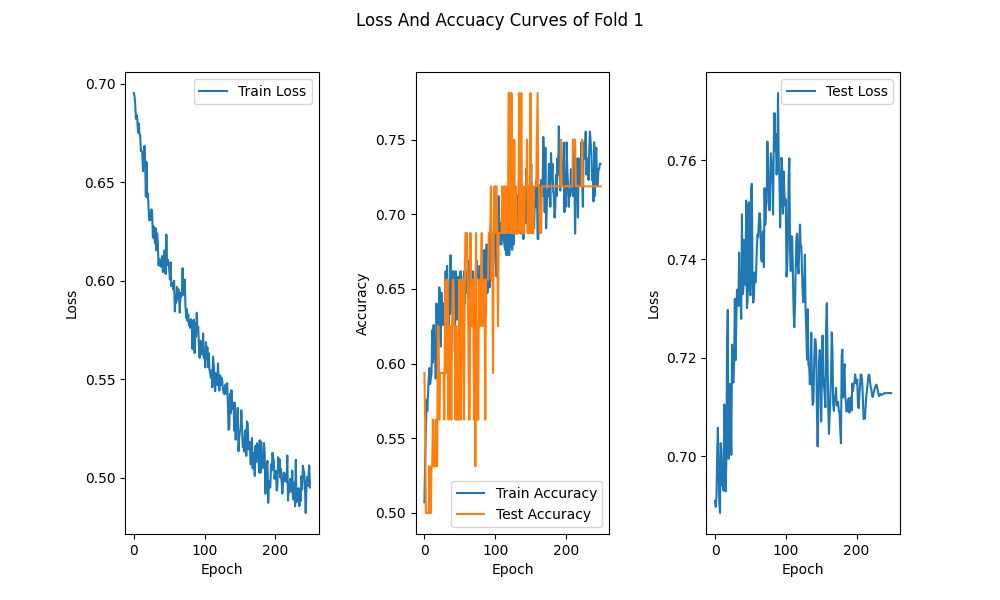 Loss And Accuacy Curves of Fold 1
0.70
0.65
0.60
0.55
0.50
Loss
0 100 200
Epoch
Train Loss
0.75
0.70
0.65
0.60
0.55
0.50
Accuracy
0 100 200
Epoch
Train Accuracy
Test Accuracy
0.76
0.74
0.72
0.70
Loss
0 100 200
Epoch
Test Loss